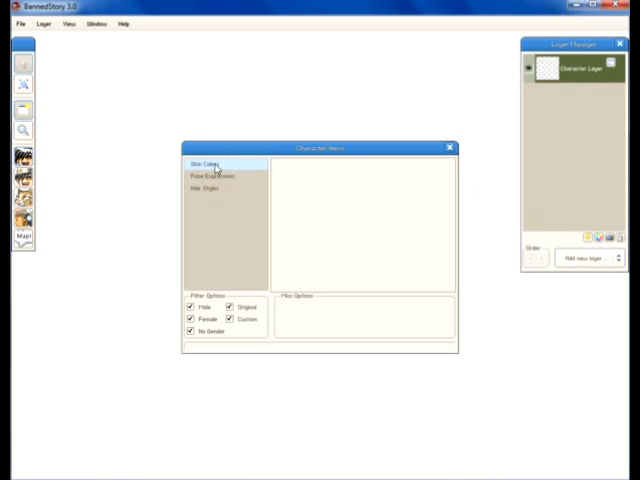 BannedStory 3.0
File Layer View Window Help
Layer Manager
Character Layer
Character Items
Skin Colors
Face Expressions
Hair Styles
Filter Options
Misc Options
Male Original
Female Custom
No Gender
Order
Add new layer...
Map!